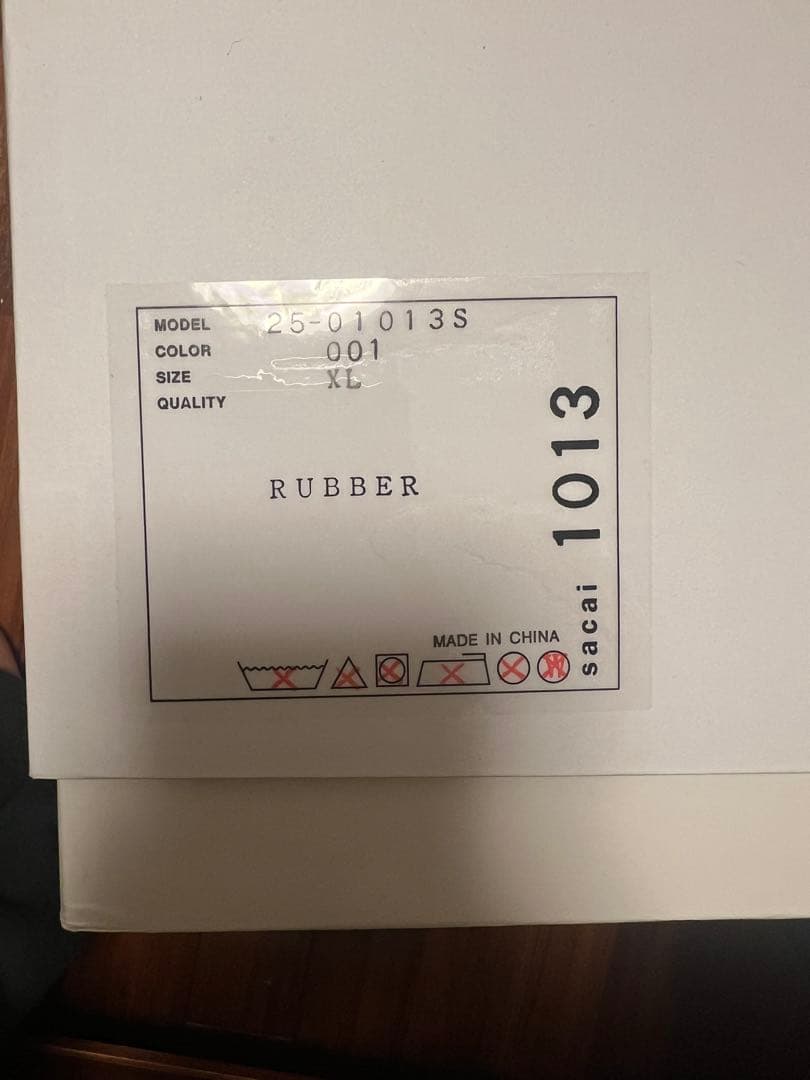 MODEL 25-01013S
COLOR 001
SIZE XL
QUALITY
RUBBER
MADE IN CHINA
sacai 1013